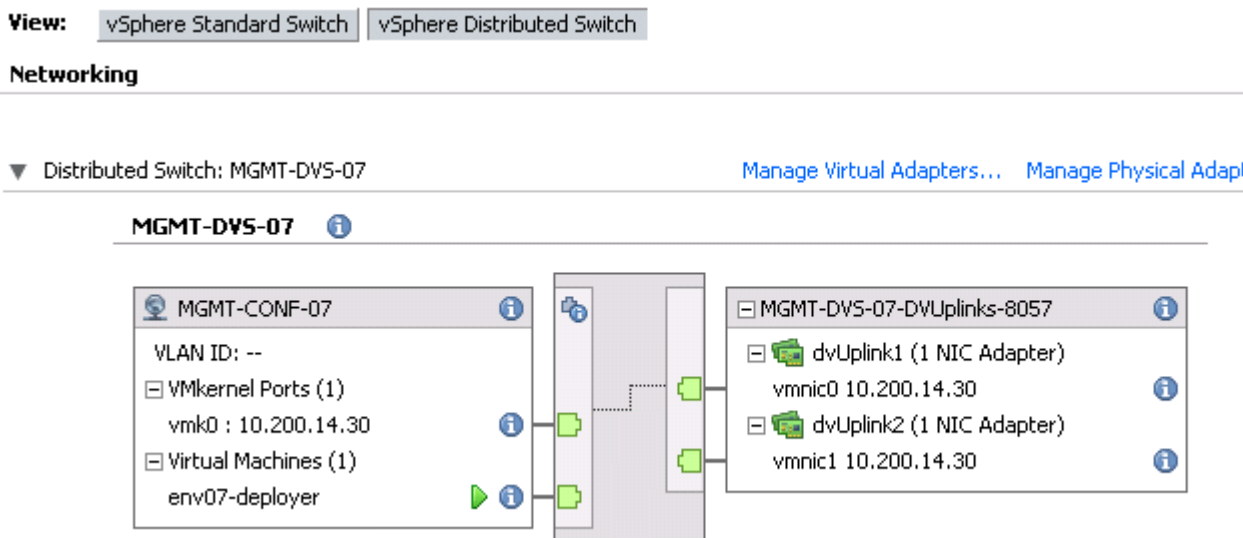 View: vSphere Standard Switch vSphere Distributed Switch
Networking
Distributed Switch: MGMT-DVS-07 Manage Virtual Adapters... Manage Physical Adapt
MGMT-DVS-07
MGMT-CONF-07
VLAN ID: --
VMkernel Ports (1)
vmk0 : 10.200.14.30
Virtual Machines (1)
env07-deployer
MGMT-DVS-07-DVUplinks-8057
dvUplink1 (1 NIC Adapter)
vmnic0 10.200.14.30
dvUplink2 (1 NIC Adapter)
vmnic1 10.200.14.30